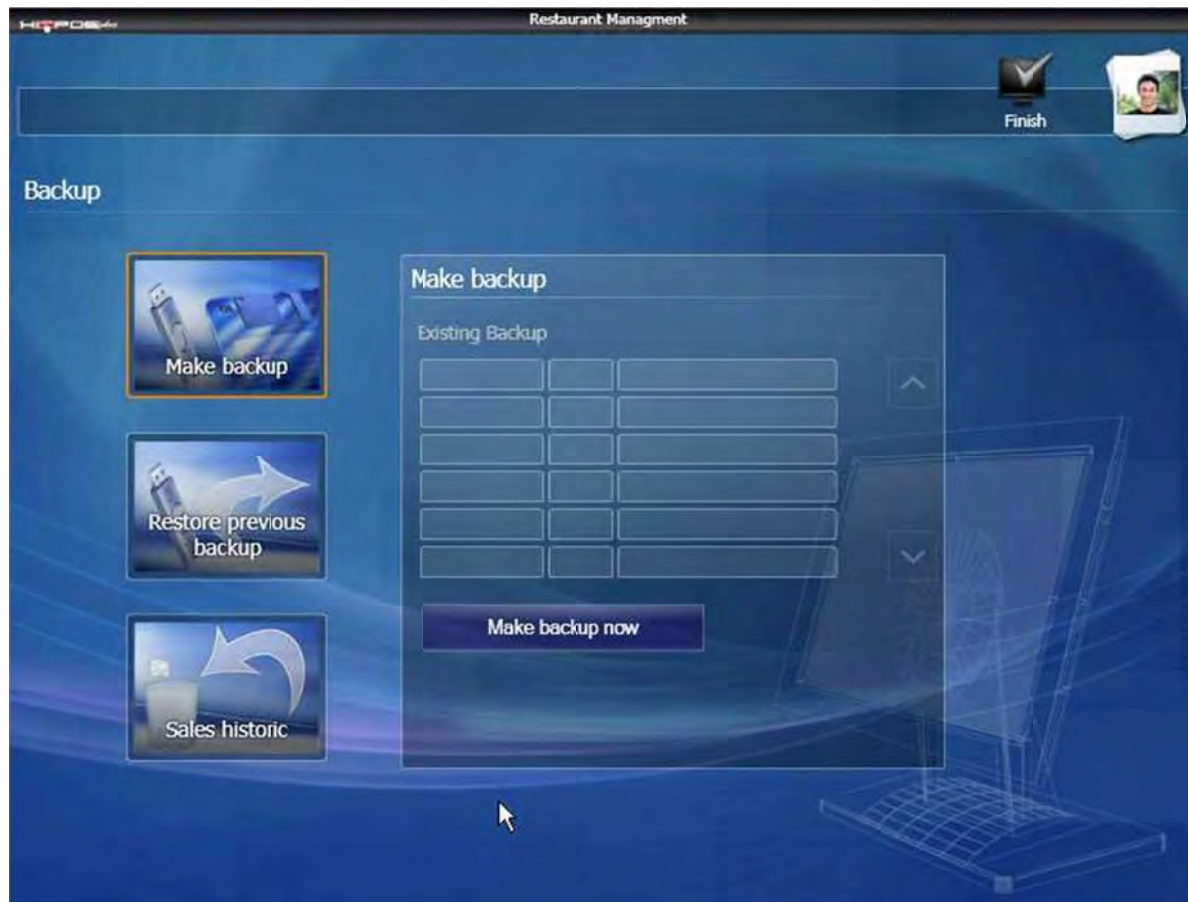 Restaurant Managment
Finish
Backup
Make backup
Make backup
Existing Backup
Restore previous
backup
Make backup now
Sales historic